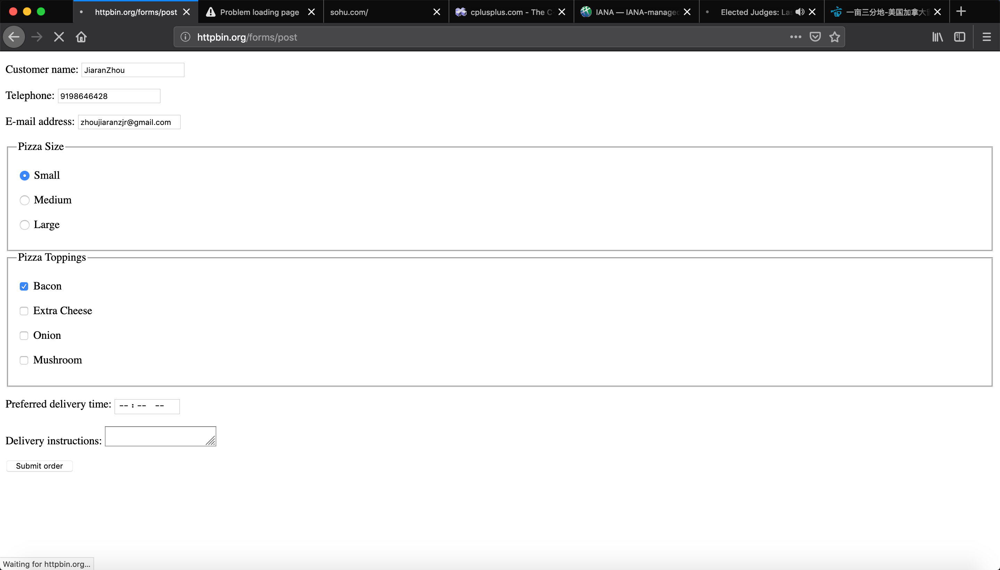 httpbin.org/forms/post
Problem loading page
sohu.com/
cplusplus.com - The C
IANA — IANA-managed
Elected Judges: Las
一亩三分地-美国加拿大
httpbin.org/forms/post
Customer name: JiaranZhou
Telephone: 9198646428
E-mail address: zhoujiaranzjr@gmail.com
Pizza Size
Small
Medium
Large
Pizza Toppings
Bacon
Extra Cheese
Onion
Mushroom
Preferred delivery time: --:-- --
Delivery instructions:
Submit order
Waiting for httpbin.org...